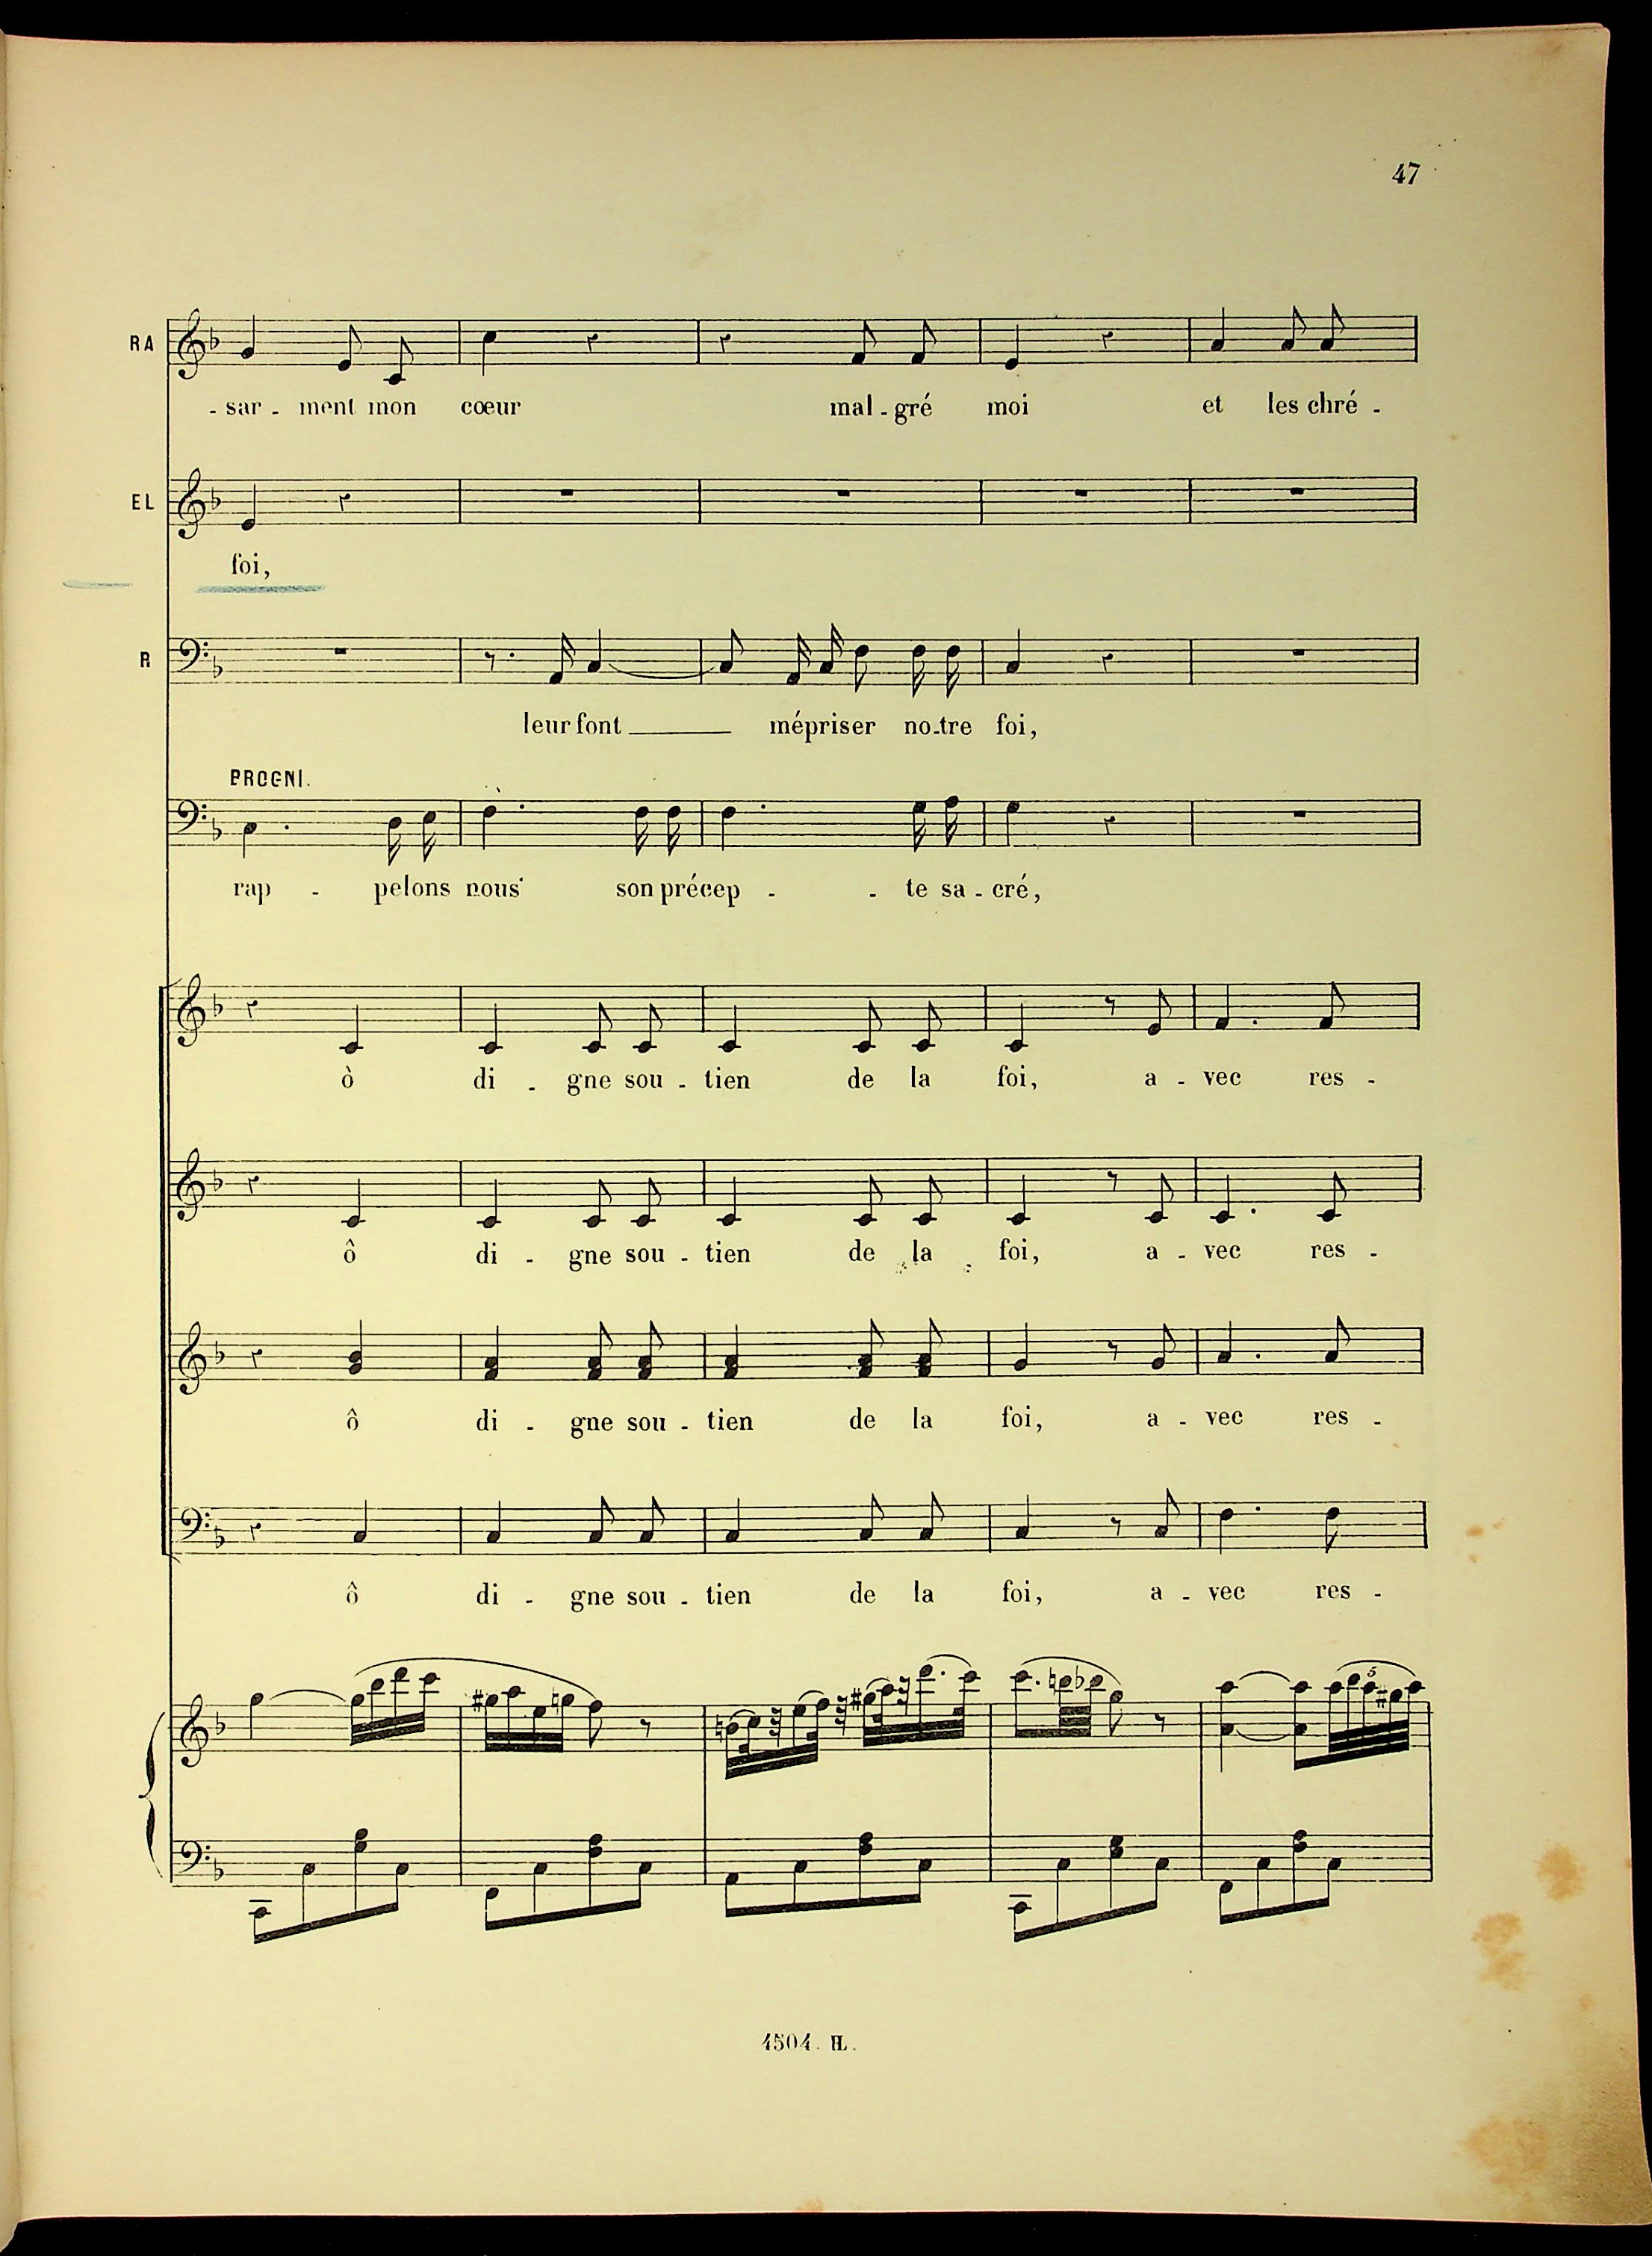 47
RA
- sar - ment mon cœur mal - gré moi et les chré -
EL
foi,
R
leur font mépriser no - tre foi,
PROCNI.
rap - pelons nous son précep - - te sa - cré,
ò di - gne sou - tien de la foi, a - vec res -
ô di - gne sou - tien de la foi, a - vec res -
ô di - gne sou - tien de la foi, a - vec res -
ô di - gne sou - tien de la foi, a - vec res -
5
4504. H.